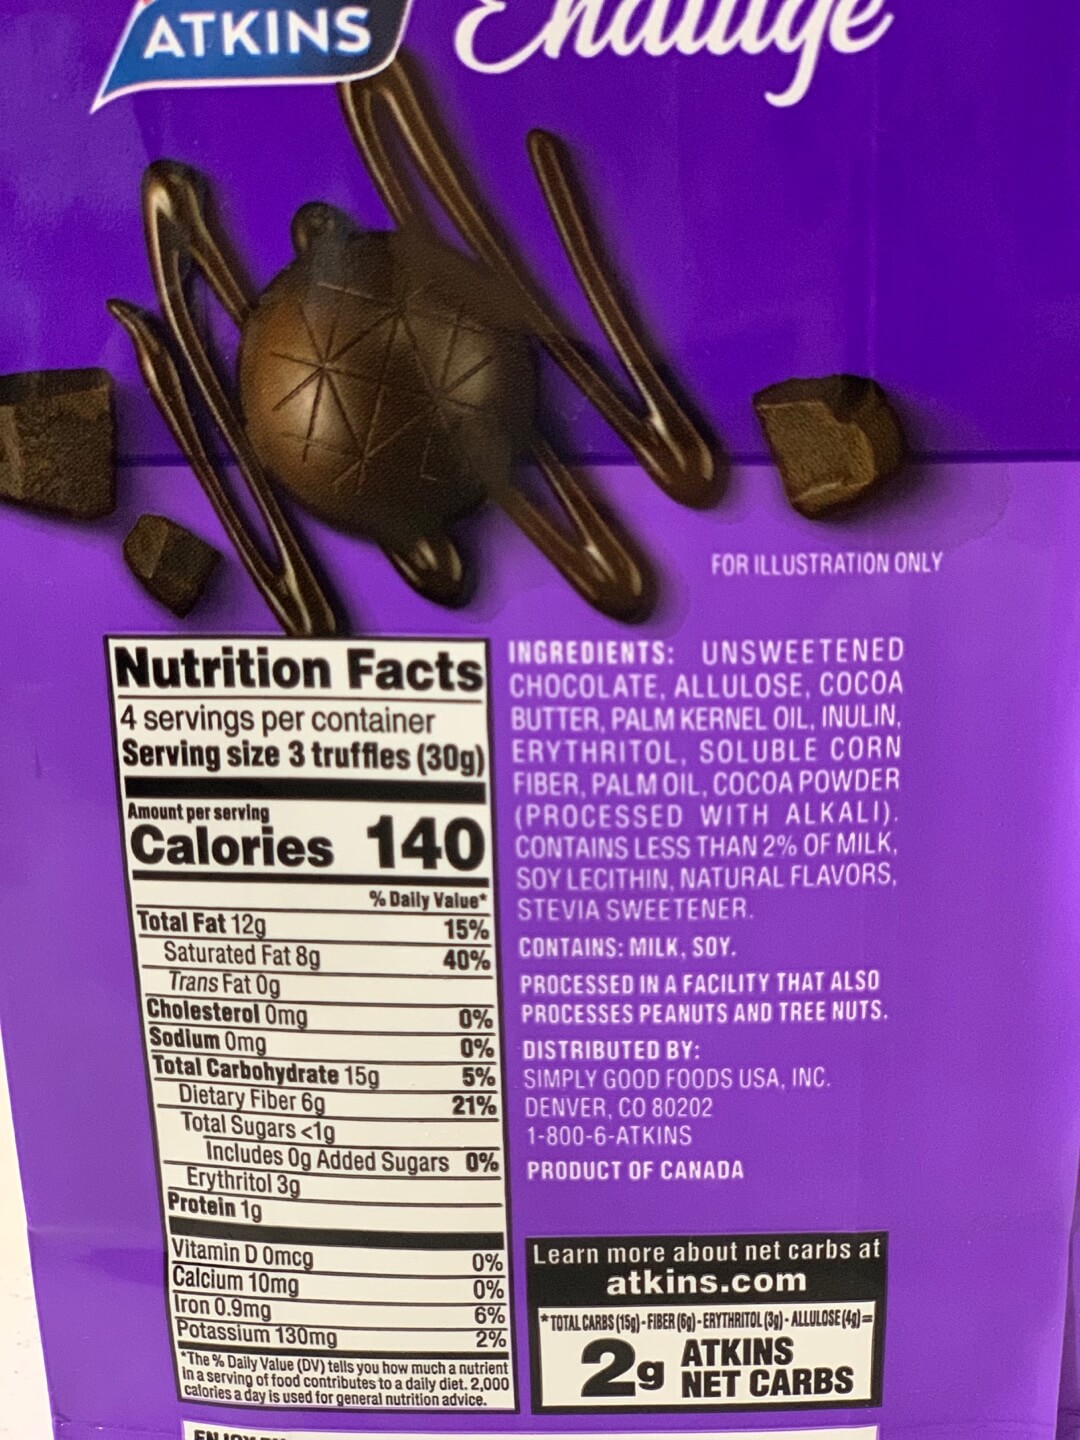 ATKINS Endulge
FOR ILLUSTRATION ONLY
Nutrition Facts
4 servings per container
Serving size 3 truffles (30g)
Amount per serving
Calories 140
% Daily Value*
Total Fat 12g 15%
Saturated Fat 8g 40%
Trans Fat 0g
Cholesterol 0mg 0%
Sodium 0mg 0%
Total Carbohydrate 15g 5%
Dietary Fiber 6g 21%
Total Sugars <1g
Includes 0g Added Sugars 0%
Erythritol 3g
Protein 1g
Vitamin D 0mcg 0%
Calcium 10mg 0%
Iron 0.9mg 6%
Potassium 130mg 2%
*The % Daily Value (DV) tells you how much a nutrient
in a serving of food contributes to a daily diet. 2,000
calories a day is used for general nutrition advice.
INGREDIENTS: UNSWEETENED
CHOCOLATE, ALLULOSE, COCOA
BUTTER, PALM KERNEL OIL, INULIN,
ERYTHRITOL, SOLUBLE CORN
FIBER, PALM OIL, COCOA POWDER
(PROCESSED WITH ALKALI).
CONTAINS LESS THAN 2% OF MILK,
SOY LECITHIN, NATURAL FLAVORS,
STEVIA SWEETENER.
CONTAINS: MILK, SOY.
PROCESSED IN A FACILITY THAT ALSO
PROCESSES PEANUTS AND TREE NUTS.
DISTRIBUTED BY:
SIMPLY GOOD FOODS USA, INC.
DENVER, CO 80202
1-800-6-ATKINS
PRODUCT OF CANADA
Learn more about net carbs at
atkins.com
*TOTAL CARBS (15g) - FIBER (6g) - ERYTHRITOL (3g) - ALLULOSE (4g)=
2g ATKINS
NET CARBS